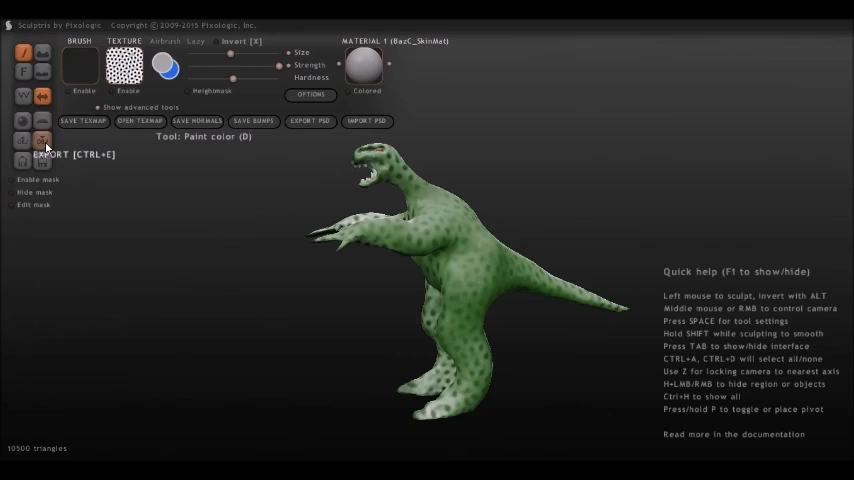 Sculptris by Pixologic Copyright © 2009-2015 Pixologic, Inc.
BRUSH
Enable
TEXTURE
Enable
Airbrush Lazy Invert [X]
Size
Strength
Hardness
Heightmask
OPTIONS
MATERIAL 1 (BazC_SkinMat)
Colored
Show advanced tools
SAVE TEXMAP OPEN TEXMAP SAVE NORMALS SAVE BUMPS EXPORT PSD IMPORT PSD
Tool: Paint color (D)
F
W
OBJ
EXPORT [CTRL+E]
Enable mask
Hide mask
Edit mask
Quick help (F1 to show/hide)
Left mouse to sculpt, invert with ALT
Middle mouse or RMB to control camera
Press SPACE for tool settings
Hold SHIFT while sculpting to smooth
Press TAB to show/hide interface
CTRL+A, CTRL+D will select all/none
Use Z for locking camera to nearest axis
H+LMB/RMB to hide region or objects
Ctrl+H to show all
Press/hold P to toggle or place pivot
Read more in the documentation
10500 triangles